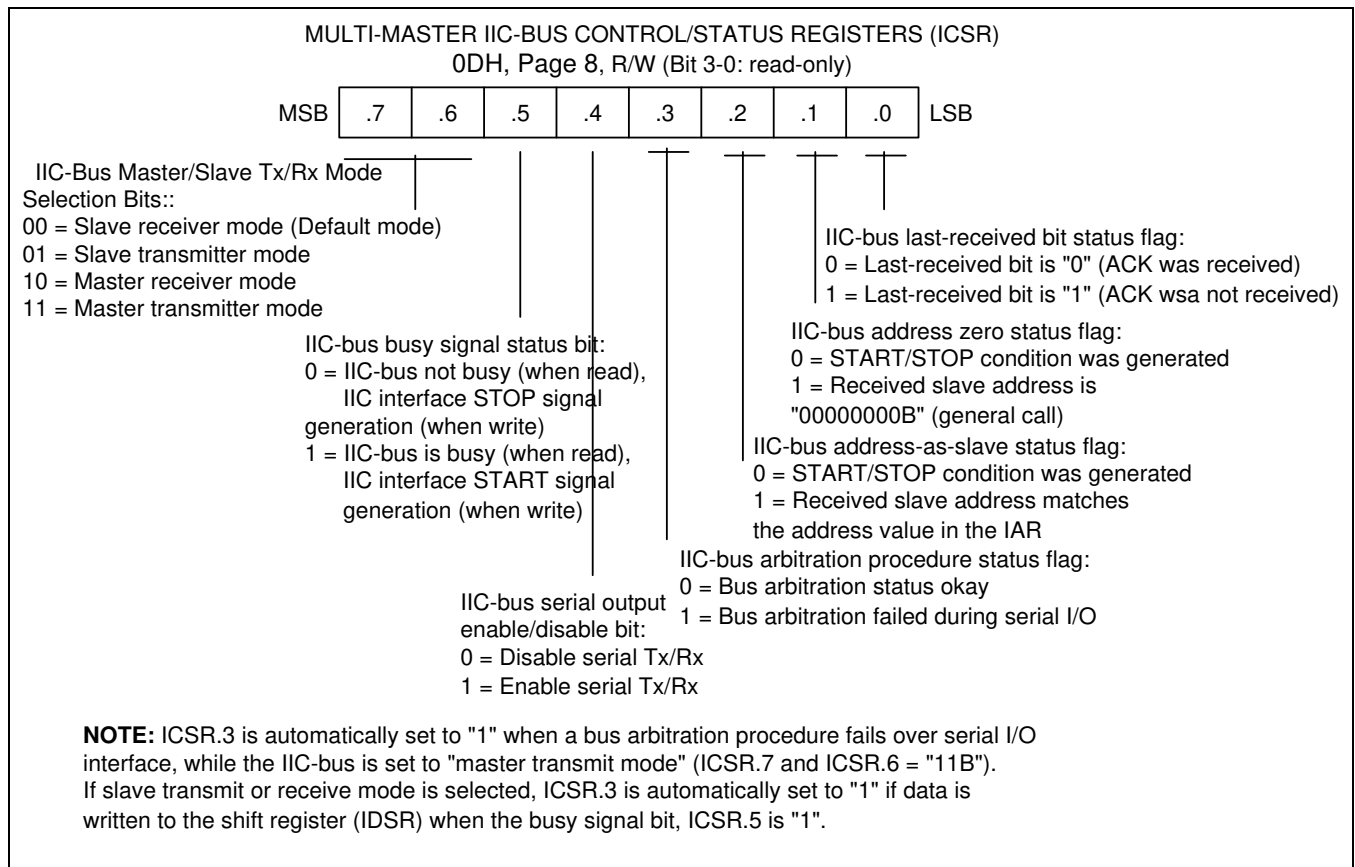 MULTI-MASTER IIC-BUS CONTROL/STATUS REGISTERS (ICSR)
0DH, Page 8, R/W (Bit 3-0: read-only)
MSB .7 .6 .5 .4 .3 .2 .1 .0 LSB
IIC-Bus Master/Slave Tx/Rx Mode
Selection Bits::
00 = Slave receiver mode (Default mode)
01 = Slave transmitter mode
10 = Master receiver mode
11 = Master transmitter mode
IIC-bus last-received bit status flag:
0 = Last-received bit is "0" (ACK was received)
1 = Last-received bit is "1" (ACK wsa not received)
IIC-bus address zero status flag:
0 = START/STOP condition was generated
1 = Received slave address is
"00000000B" (general call)
IIC-bus busy signal status bit:
0 = IIC-bus not busy (when read),
IIC interface STOP signal
generation (when write)
1 = IIC-bus is busy (when read),
IIC interface START signal
generation (when write)
IIC-bus address-as-slave status flag:
0 = START/STOP condition was generated
1 = Received slave address matches
the address value in the IAR
IIC-bus arbitration procedure status flag:
0 = Bus arbitration status okay
1 = Bus arbitration failed during serial I/O
IIC-bus serial output
enable/disable bit:
0 = Disable serial Tx/Rx
1 = Enable serial Tx/Rx
NOTE: ICSR.3 is automatically set to "1" when a bus arbitration procedure fails over serial I/O
interface, while the IIC-bus is set to "master transmit mode" (ICSR.7 and ICSR.6 = "11B").
If slave transmit or receive mode is selected, ICSR.3 is automatically set to "1" if data is
written to the shift register (IDSR) when the busy signal bit, ICSR.5 is "1".